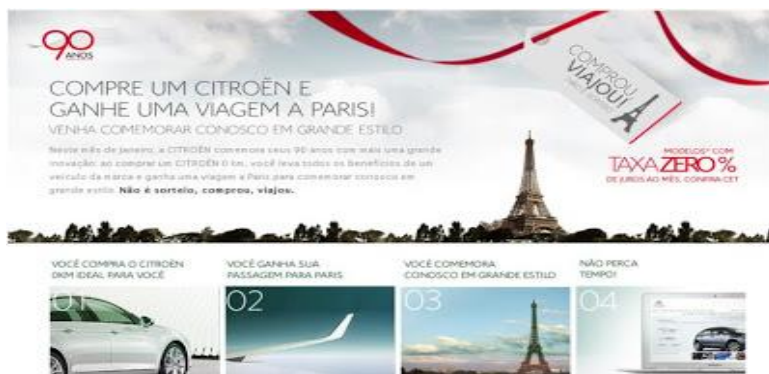 90
ANOS
COMPRE UM CITROËN E
GANHE UMA VIAGEM A PARIS!
VENHA COMEMORAR CONOSCO EM GRANDE ESTILO
Neste mês de janeiro, a CITROËN comemora seus 90 anos com mais uma grande
inovação: ao comprar um CITROËN 0 km, você leva todos os benefícios de um
veículo da marca e ganha uma viagem a Paris para comemorar conosco em
grande estilo. Não é sorteio, comprou, viajou.
COMPROU
VIAJOU!
MODELOS* COM
TAXA ZERO %
DE JUROS AO MÊS, CONFIRA CET
VOCÊ COMPRA O CITROËN
0KM IDEAL PARA VOCÊ
01
VOCÊ GANHA SUA
PASSAGEM PARA PARIS
02
VOCÊ COMEMORA
CONOSCO EM GRANDE ESTILO
03
NÃO PERCA
TEMPO!
04